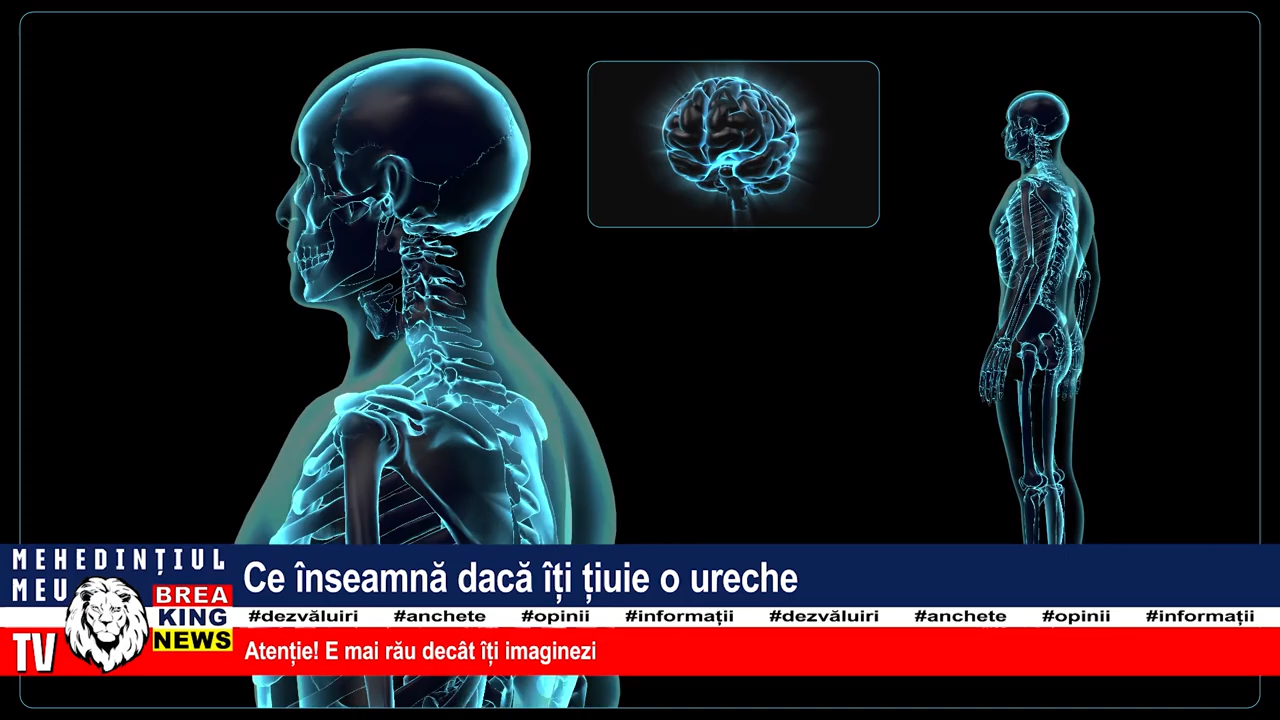 MEHEDINȚIUL
MEU
TV
BREA
KING
NEWS
Ce înseamnă dacă îți țiuie o ureche
#dezvăluiri #anchete #opinii #informații #dezvăluiri #anchete #opinii #informații
Atenție! E mai rău decât îți imaginezi